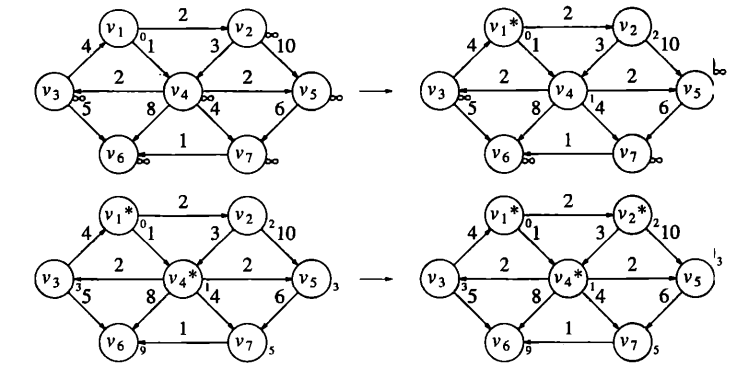 2 2
v1 0 v2 ∞ v1* 0 v2 2
4 1 3 10 4 1 3 10
v3 ∞ 2 v4 ∞ 2 v5 ∞ v3 ∞ 2 v4 1 2 v5 ∞
5 8 4 6 5 8 4 6
v6 ∞ 1 v7 ∞ v6 ∞ 1 v7 ∞
2 2
v1* 0 v2 2 v1* 0 v2* 2
4 1 3 10 4 1 3 10
v3 3 2 v4* 1 2 v5 3 v3 3 2 v4* 1 2 v5 3
5 8 4 6 5 8 4 6
v6 9 1 v7 5 v6 9 1 v7 5